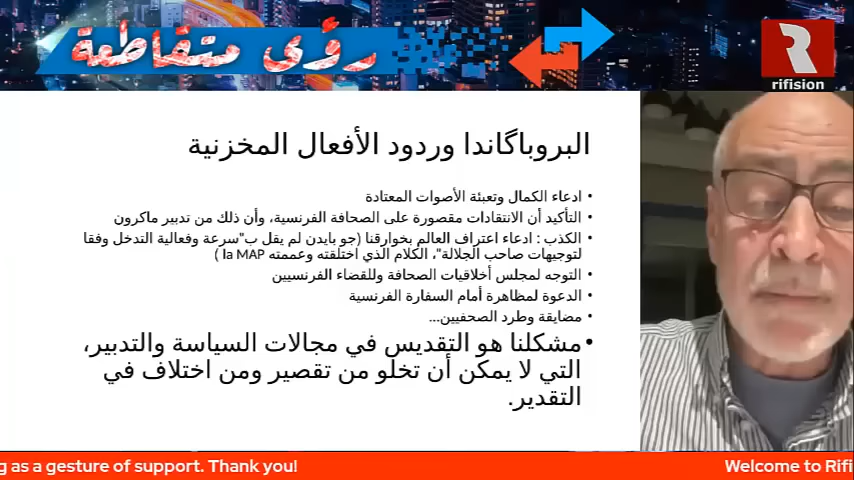 رؤى متقاطعة
R
rifision
البروباگاندا وردود الأفعال المخزنية
• ادعاء الكمال وتعبئة الأصوات المعتادة
• التأكيد أن الانتقادات مقصورة على الصحافة الفرنسية، وأن ذلك من تدبير ماكرون
• الكذب : ادعاء اعتراف العالم بخوارقنا (جو بايدن لم يقل ب"سرعة وفعالية التدخل وفقا
لتوجيهات صاحب الجلالة"، الكلام الذي اختلقته وعممته la MAP )
• التوجه لمجلس أخلاقيات الصحافة وللقضاء الفرنسيين
• الدعوة لمظاهرة أمام السفارة الفرنسية
• مضايقة وطرد الصحفيين...
• مشكلنا هو التقديس في مجالات السياسة والتدبير،
التي لا يمكن أن تخلو من تقصير ومن اختلاف في
التقدير.
g as a gesture of support. Thank you! Welcome to Rifi